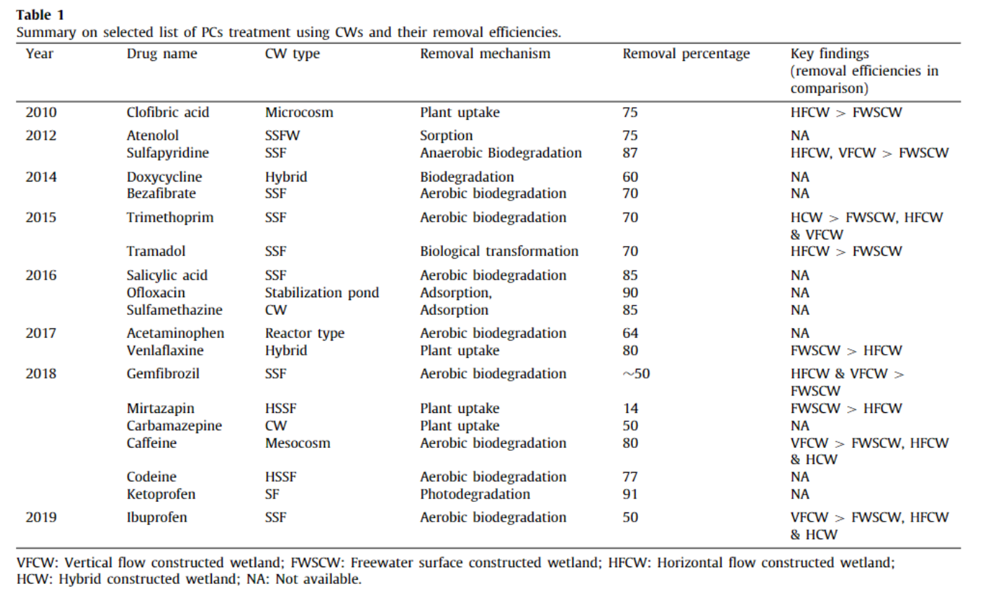 Table 1
Summary on selected list of PCs treatment using CWs and their removal efficiencies.
Year Drug name CW type Removal mechanism Removal percentage Key findings
(removal efficiencies in
comparison)
2010 Clofibric acid Microcosm Plant uptake 75 HFCW > FWSCW
2012 Atenolol SSFW Sorption 75 NA
Sulfapyridine SSF Anaerobic Biodegradation 87 HFCW, VFCW > FWSCW
2014 Doxycycline Hybrid Biodegradation 60 NA
Bezafibrate SSF Aerobic biodegradation 70 NA
2015 Trimethoprim SSF Aerobic biodegradation 70 HCW > FWSCW, HFCW
& VFCW
Tramadol SSF Biological transformation 70 HFCW > FWSCW
2016 Salicylic acid SSF Aerobic biodegradation 85 NA
Ofloxacin Stabilization pond Adsorption, 90 NA
Sulfamethazine CW Adsorption 85 NA
2017 Acetaminophen Reactor type Aerobic biodegradation 64 NA
Venlaflaxine Hybrid Plant uptake 80 FWSCW > HFCW
2018 Gemfibrozil SSF Aerobic biodegradation ~50 HFCW & VFCW >
FWSCW
Mirtazapin HSSF Plant uptake 14 FWSCW > HFCW
Carbamazepine CW Plant uptake 50 NA
Caffeine Mesocosm Aerobic biodegradation 80 VFCW > FWSCW, HFCW
& HCW
Codeine HSSF Aerobic biodegradation 77 NA
Ketoprofen SF Photodegradation 91 NA
2019 Ibuprofen SSF Aerobic biodegradation 50 VFCW > FWSCW, HFCW
& HCW
VFCW: Vertical flow constructed wetland; FWSCW: Freewater surface constructed wetland; HFCW: Horizontal flow constructed wetland;
HCW: Hybrid constructed wetland; NA: Not available.